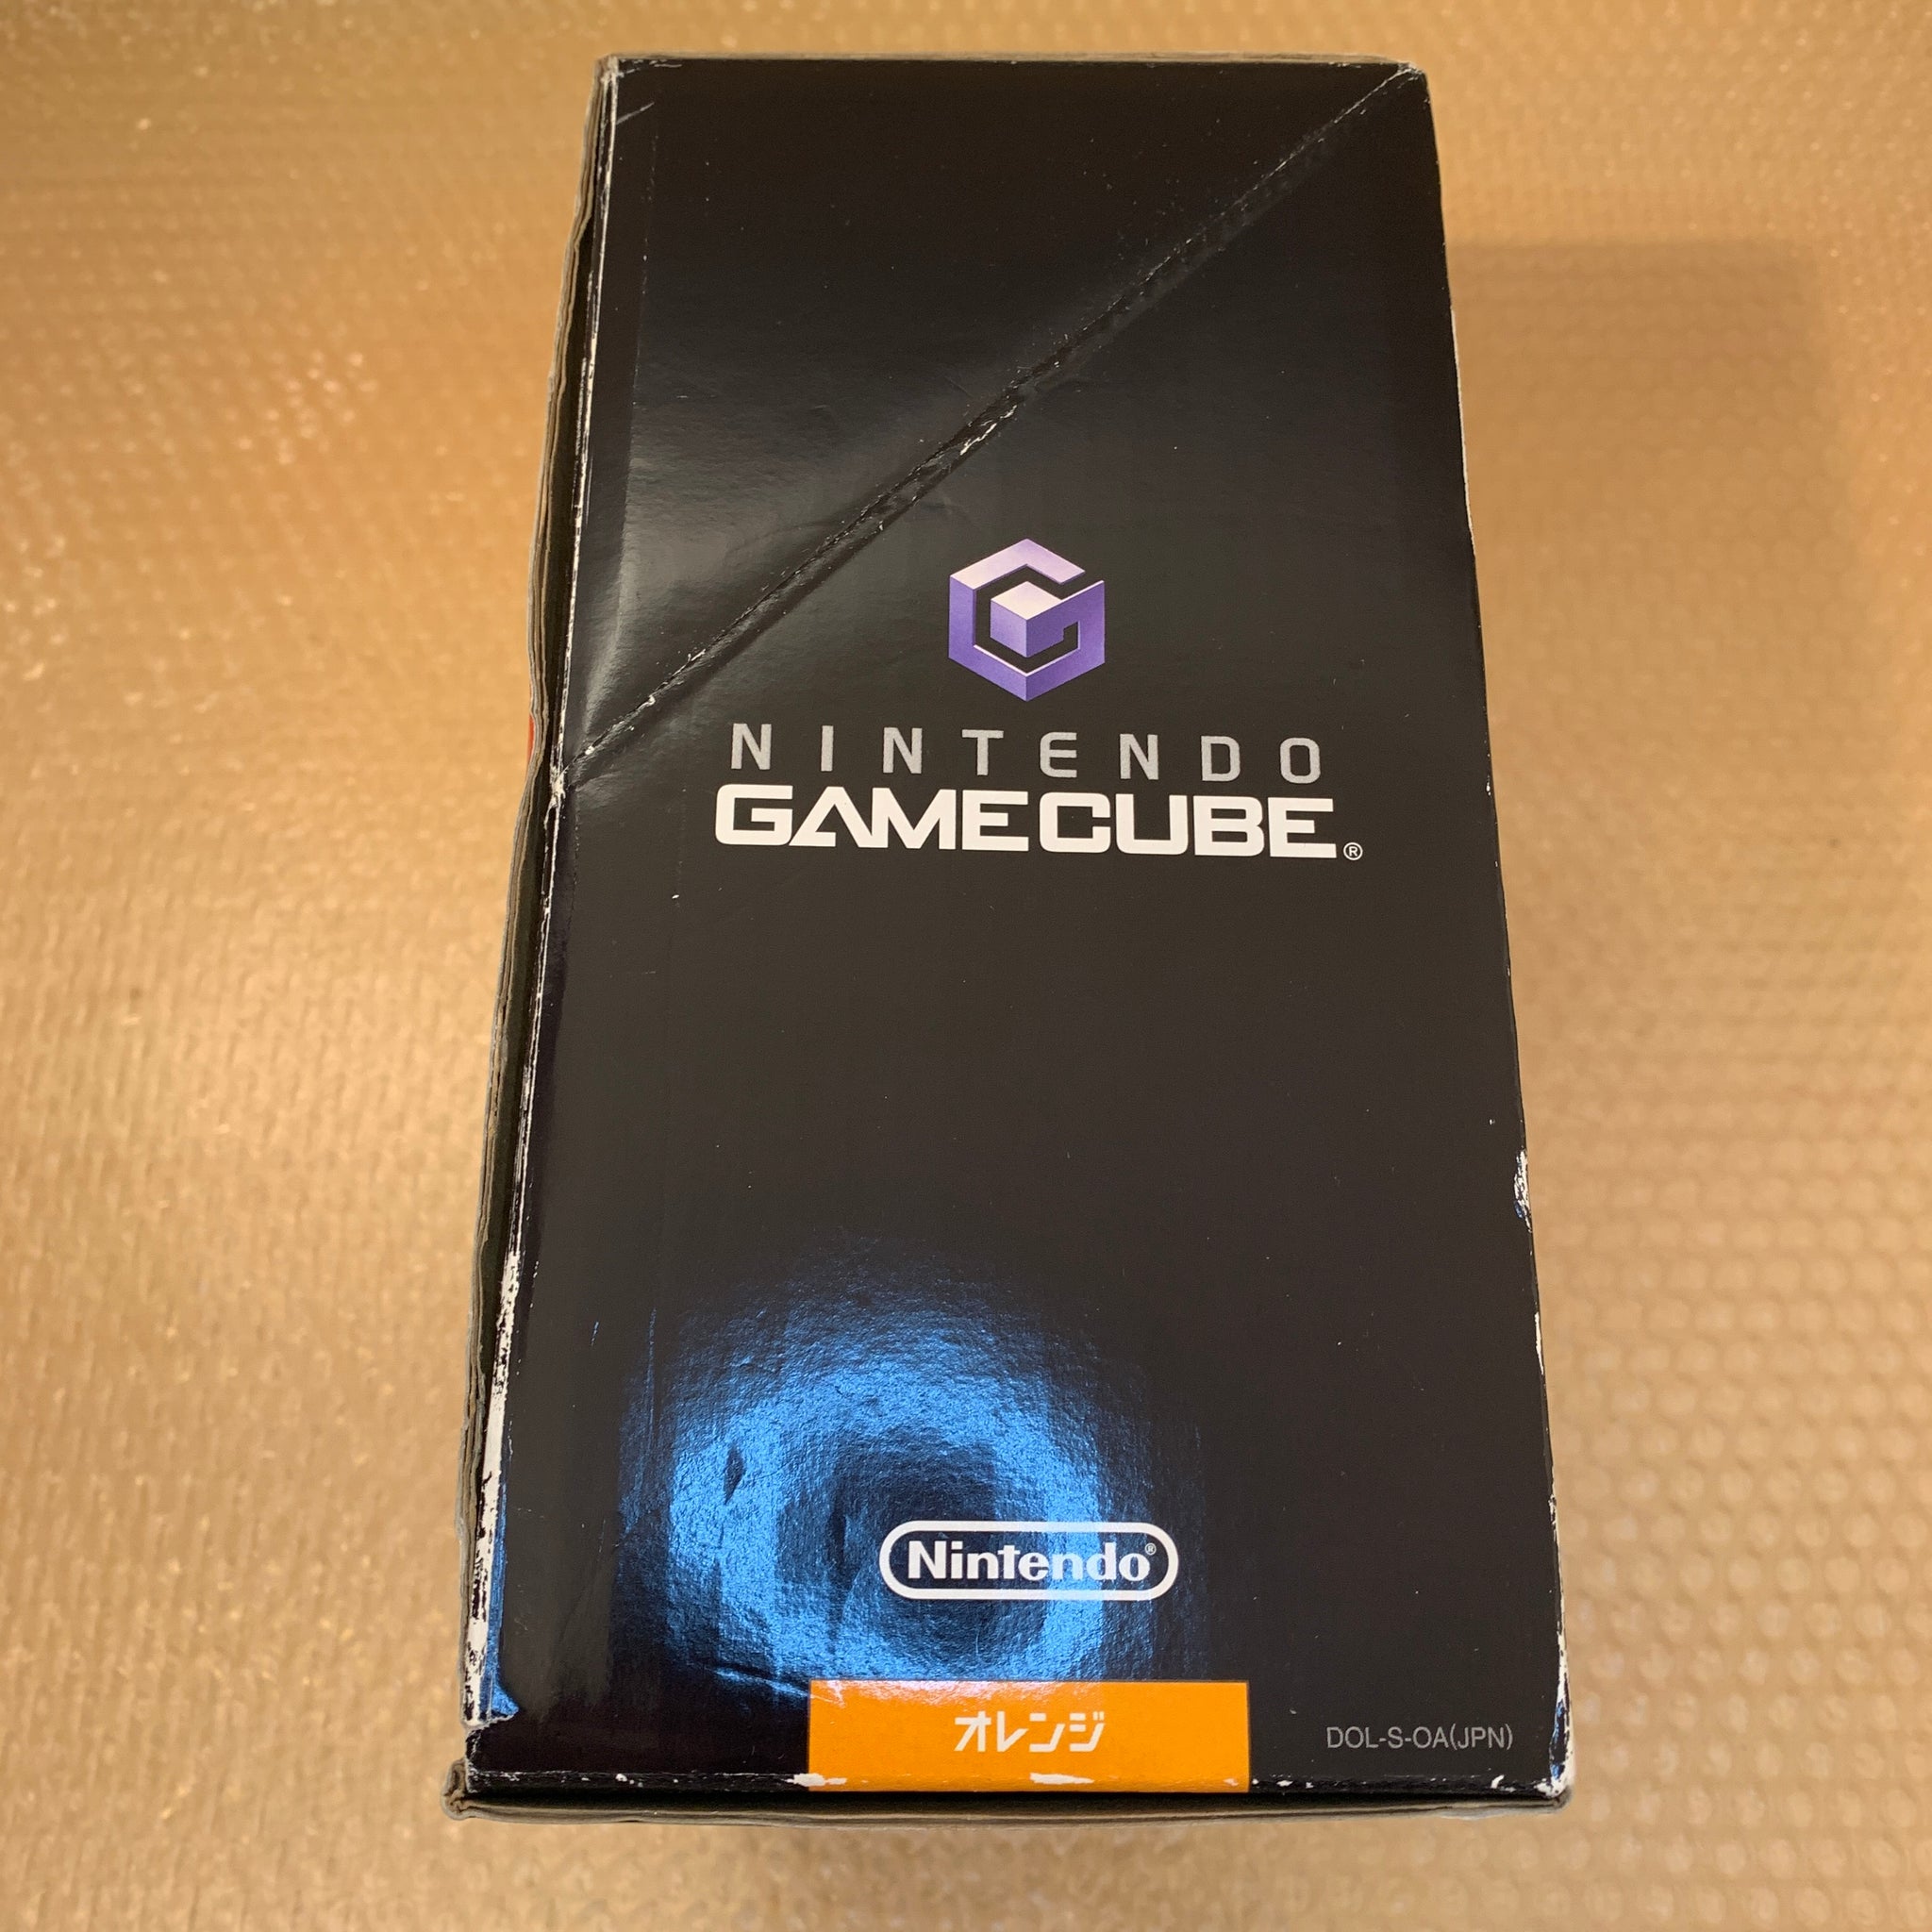 NINTENDO
GAMECUBE®
Nintendo®
オレンジ
DOL-S-OA(JPN)